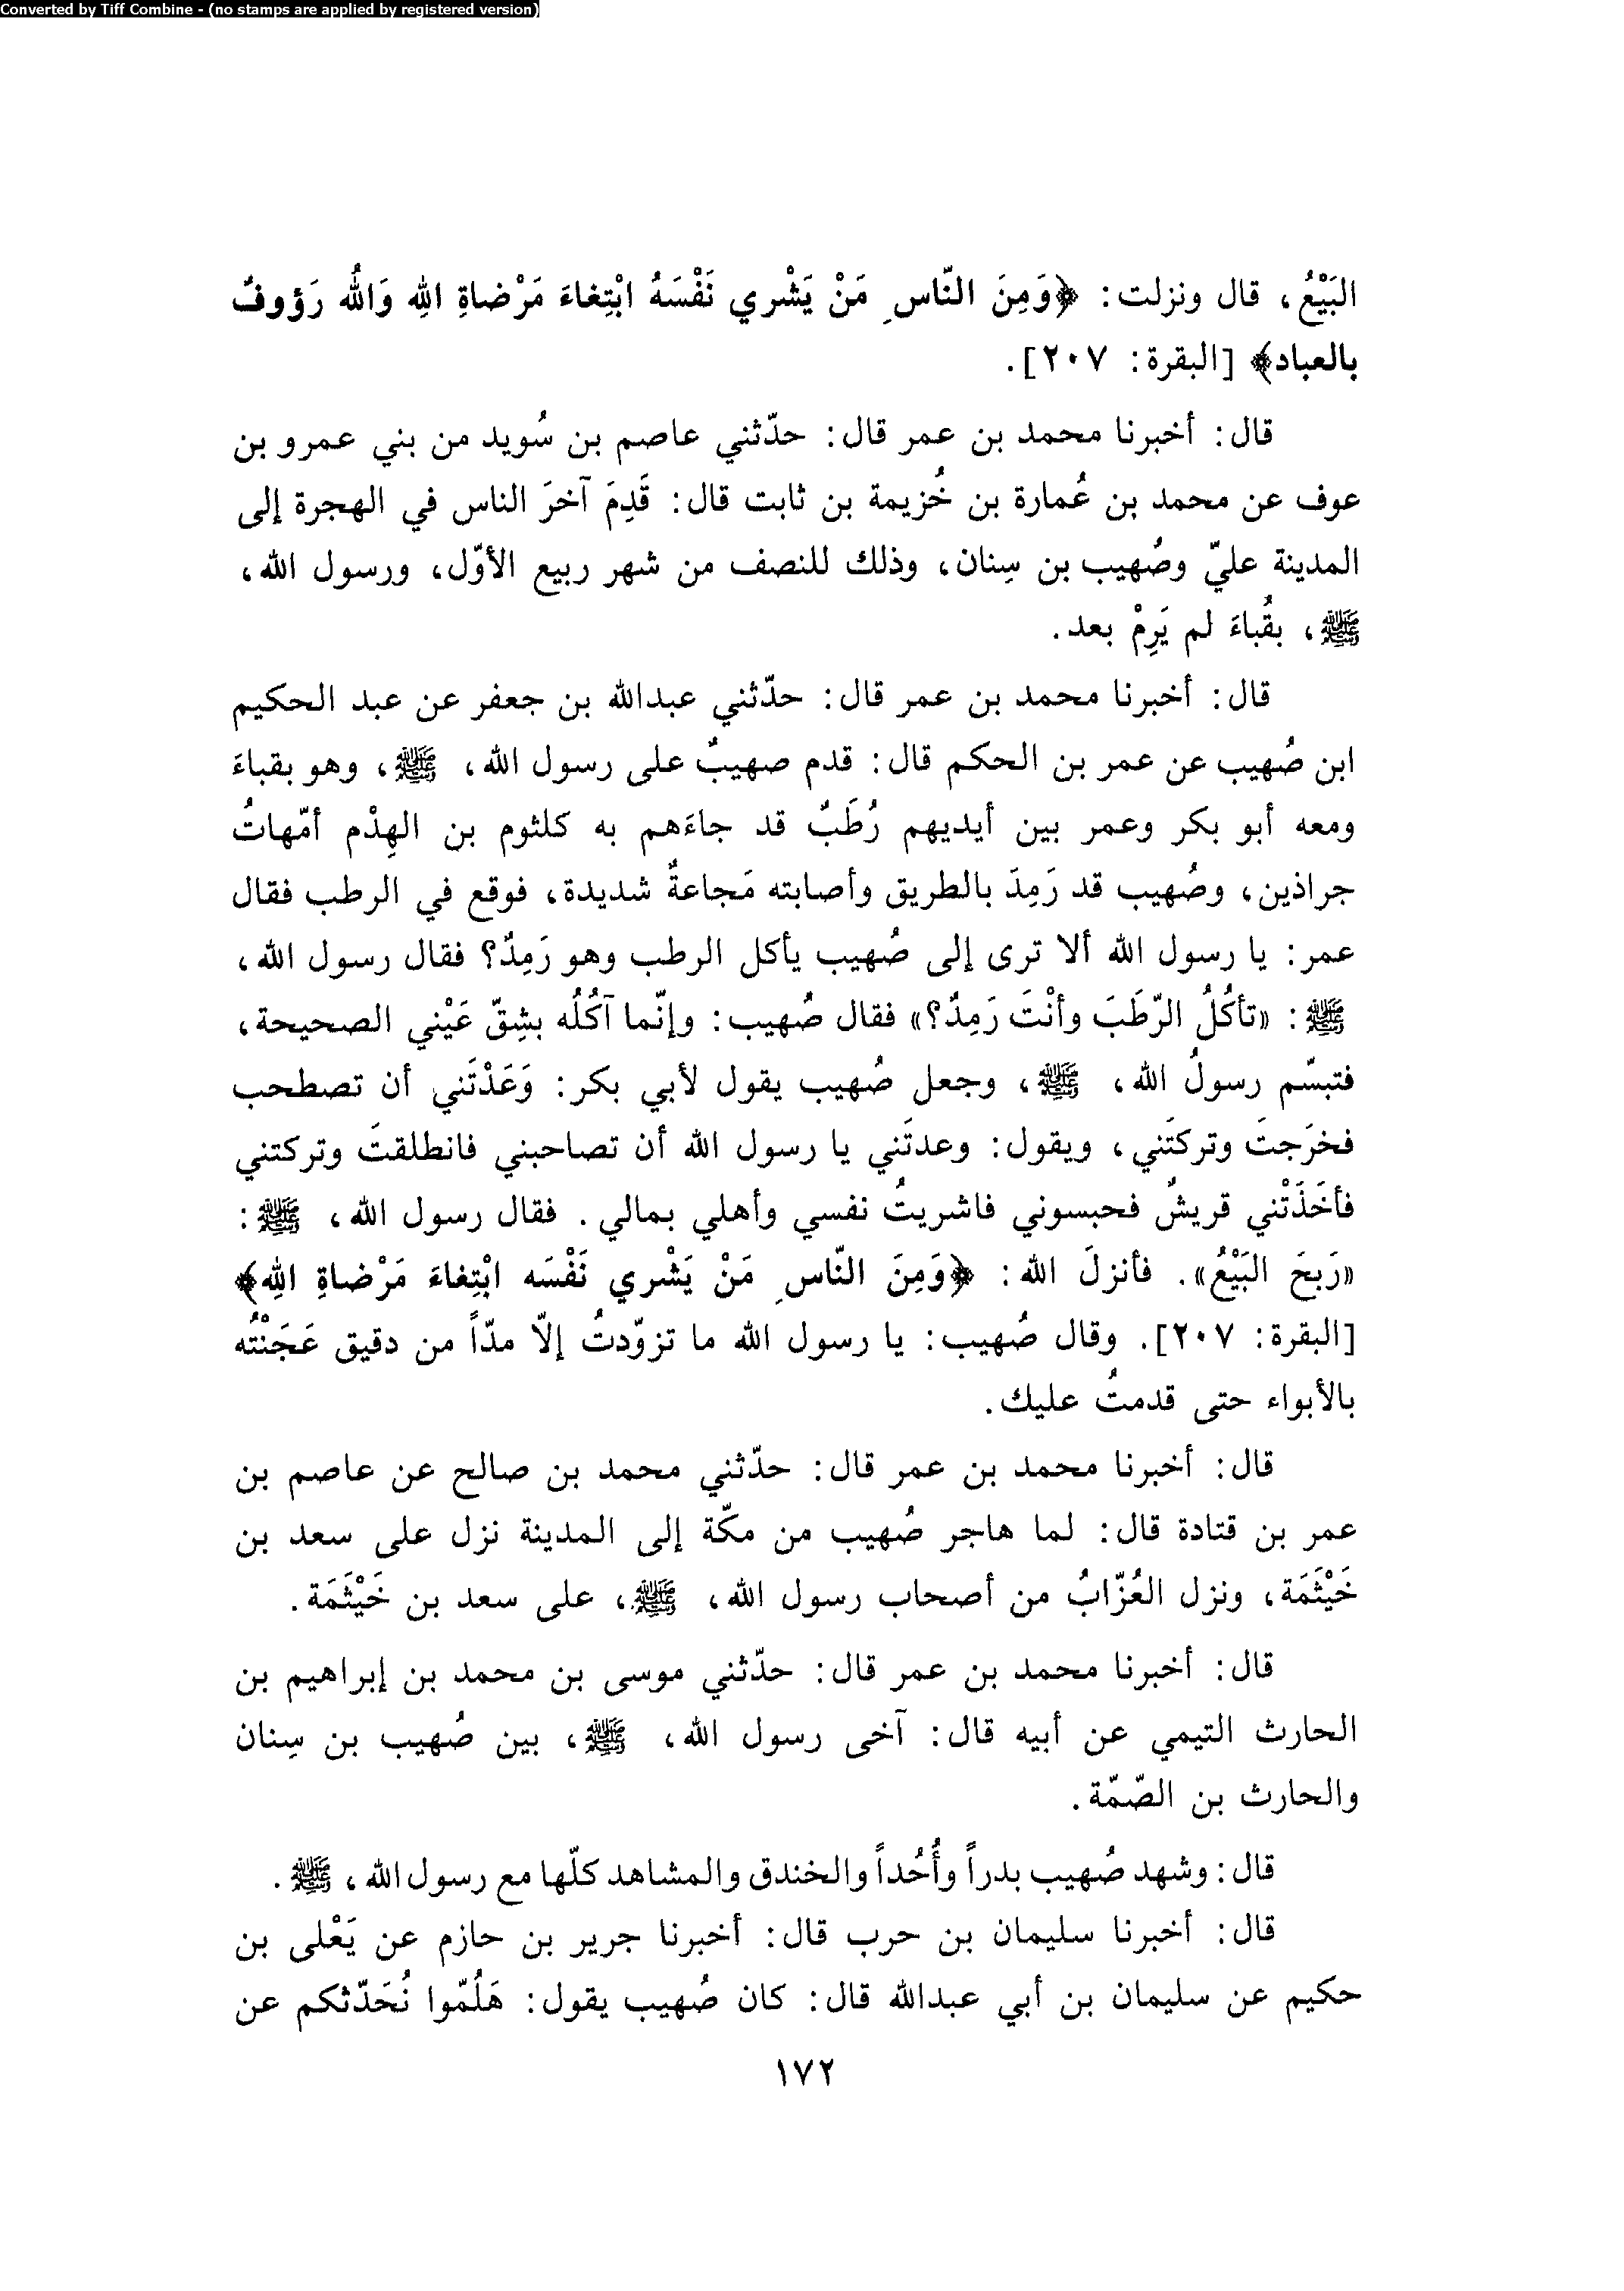 Converted by Tiff Combine - (no stamps are applied by registered version)
البَيْعُ، قال ونزلت: ﴿وَمِنَ النّاسِ مَنْ يَشْري نَفْسَهُ ابْتِغاءَ مَرْضاةِ اللهِ وَاللهُ رَؤوفٌ
بالعباد﴾ [البقرة: ٢٠٧].
قال: أخبرنا محمد بن عمر قال: حدّثني عاصم بن سُويد من بني عمرو بن
عوف عن محمد بن عُمارة بن خُزيمة بن ثابت قال: قَدِمَ آخرَ الناس في الهجرة إلى
المدينة عليّ وصُهيب بن سِنان، وذلك للنصف من شهر ربيع الأوّل، ورسول الله،
ﷺ، بقُباءَ لم يَرِمْ بعد.
قال: أخبرنا محمد بن عمر قال: حدّثني عبدالله بن جعفر عن عبد الحكيم
ابن صُهيب عن عمر بن الحكم قال: قدم صهيبٌ على رسول الله، ﷺ، وهو بقباءَ
ومعه أبو بكر وعمر بين أيديهم رُطَبٌ قد جاءَهم به كلثوم بن الهِدْم أمّهاتُ
جراذين، وصُهيب قد رَمِدَ بالطريق وأصابته مَجاعةٌ شديدة، فوقع في الرطب فقال
عمر: يا رسول الله ألا ترى إلى صُهيب يأكل الرطب وهو رَمِدٌ؟ فقال رسول الله،
ﷺ: «تأكُلُ الرّطَبَ وأنْتَ رَمِدٌ؟» فقال صُهيب: وإنّما آكُلُه بشِقّ عَيْني الصحيحة،
فتبسّم رسولُ الله، ﷺ، وجعل صُهيب يقول لأبي بكر: وَعَدْتَني أن تصطحب
فخرَجتَ وتركتَني، ويقول: وعدتَني يا رسول الله أن تصاحبني فانطلقتَ وتركتني
فأخَذَتْني قريشٌ فحبسوني فاشريتُ نفسي وأهلي بمالي. فقال رسول الله، ﷺ:
«رَبحَ البَيْعُ». فأنزلَ الله: ﴿وَمِنَ النّاسِ مَنْ يَشْري نَفْسَه ابْتِغاءَ مَرْضاةِ اللهِ﴾
[البقرة: ٢٠٧]. وقال صُهيب: يا رسول الله ما تزوّدتُ إلاّ مدّاً من دقيق عَجَنْتُه
بالأبواء حتى قدمتُ عليك.
قال: أخبرنا محمد بن عمر قال: حدّثني محمد بن صالح عن عاصم بن
عمر بن قتادة قال: لما هاجر صُهيب من مكّة إلى المدينة نزل على سعد بن
خَيْثَمَة، ونزل العُزّابُ من أصحاب رسول الله، ﷺ، على سعد بن خَيْثَمَة.
قال: أخبرنا محمد بن عمر قال: حدّثني موسى بن محمد بن إبراهيم بن
الحارث التيمي عن أبيه قال: آخى رسول الله، ﷺ، بين صُهيب بن سِنان
والحارث بن الصّمّة.
قال: وشهد صُهيب بدراً وأُحُداً والخندق والمشاهد كلّها مع رسول الله، ﷺ.
قال: أخبرنا سليمان بن حرب قال: أخبرنا جرير بن حازم عن يَعْلى بن
حكيم عن سليمان بن أبي عبدالله قال: كان صُهيب يقول: هَلُمّوا نُحَدّثكم عن
١٧٢